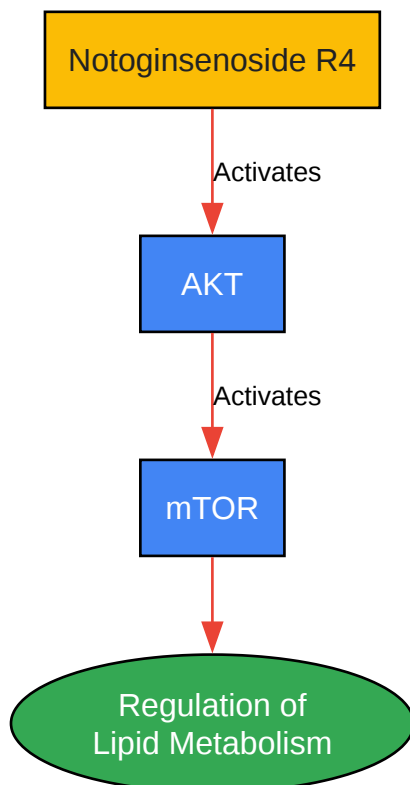 Notoginsenoside R4
Activates
AKT
Activates
mTOR
Regulation of
Lipid Metabolism